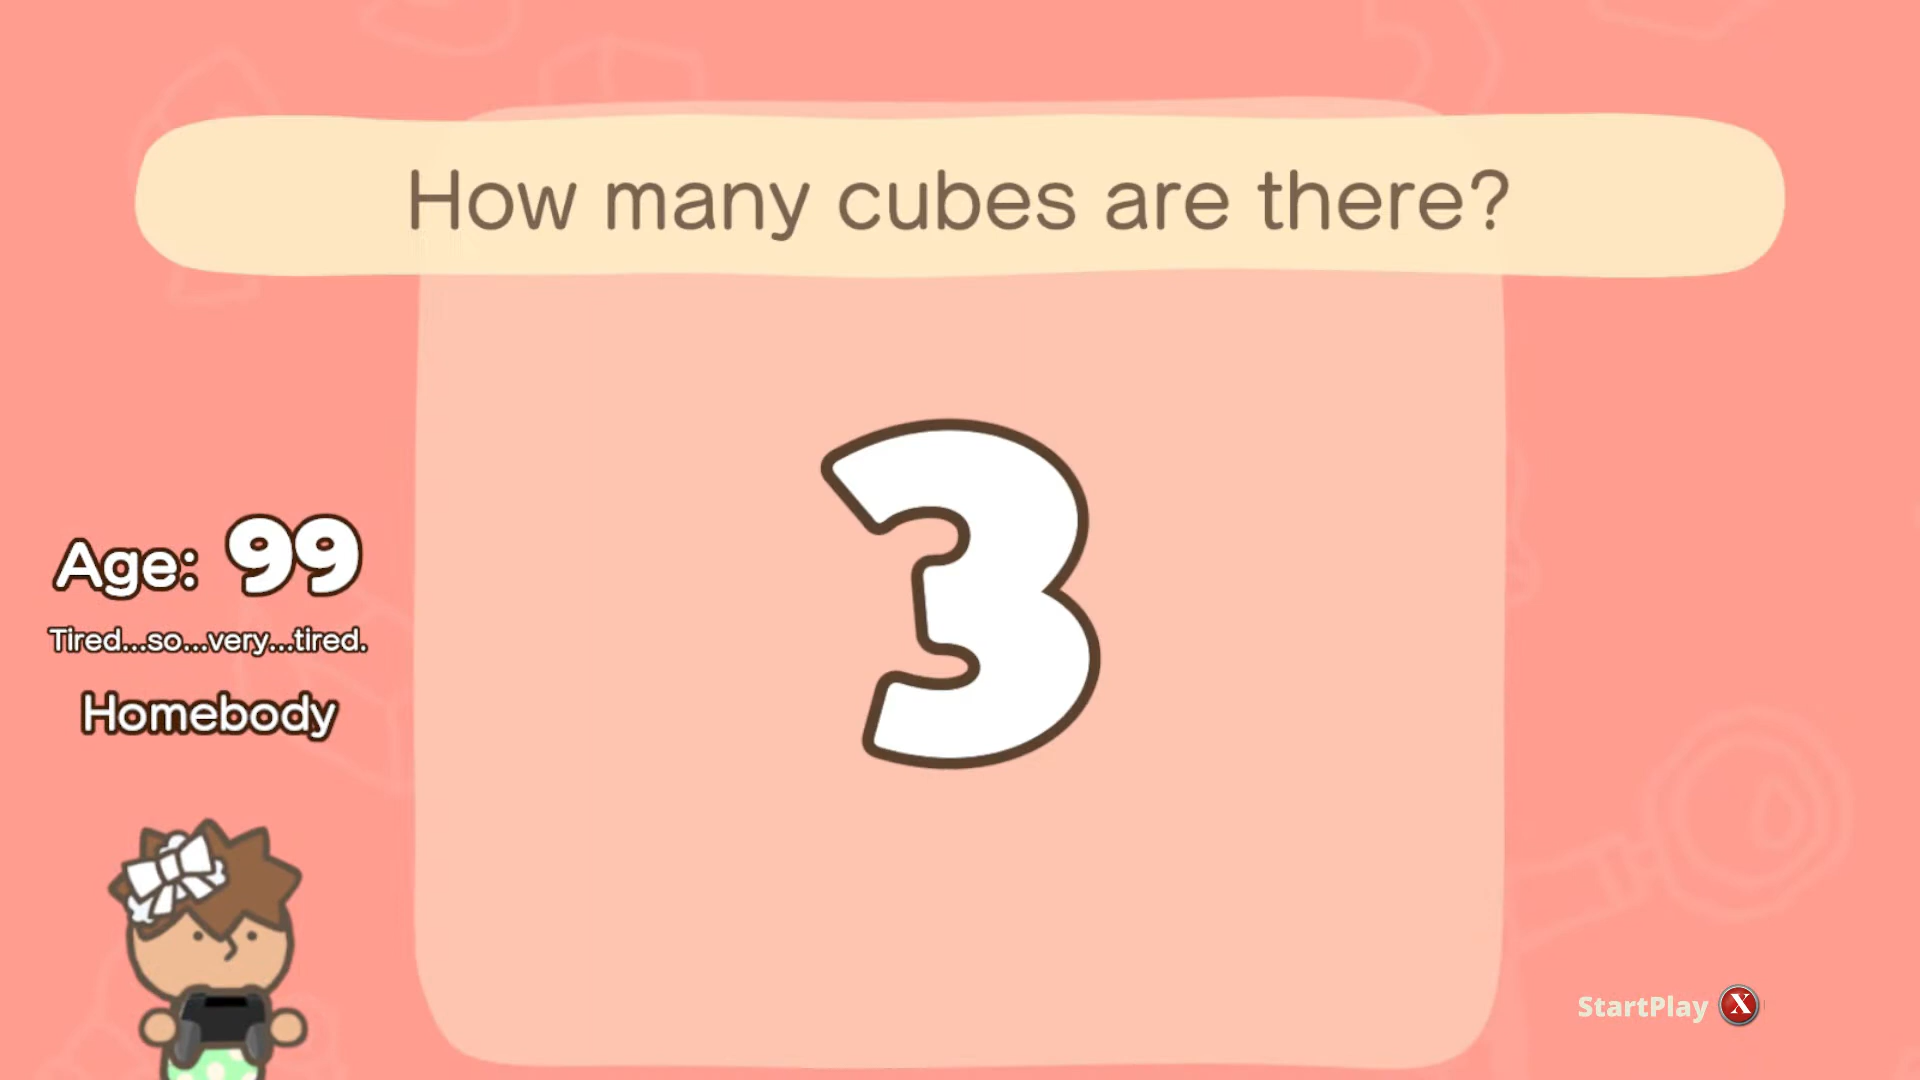 How many cubes are there?
3
Age: 99
Tired...so...very...tired.
Homebody
StartPlay X